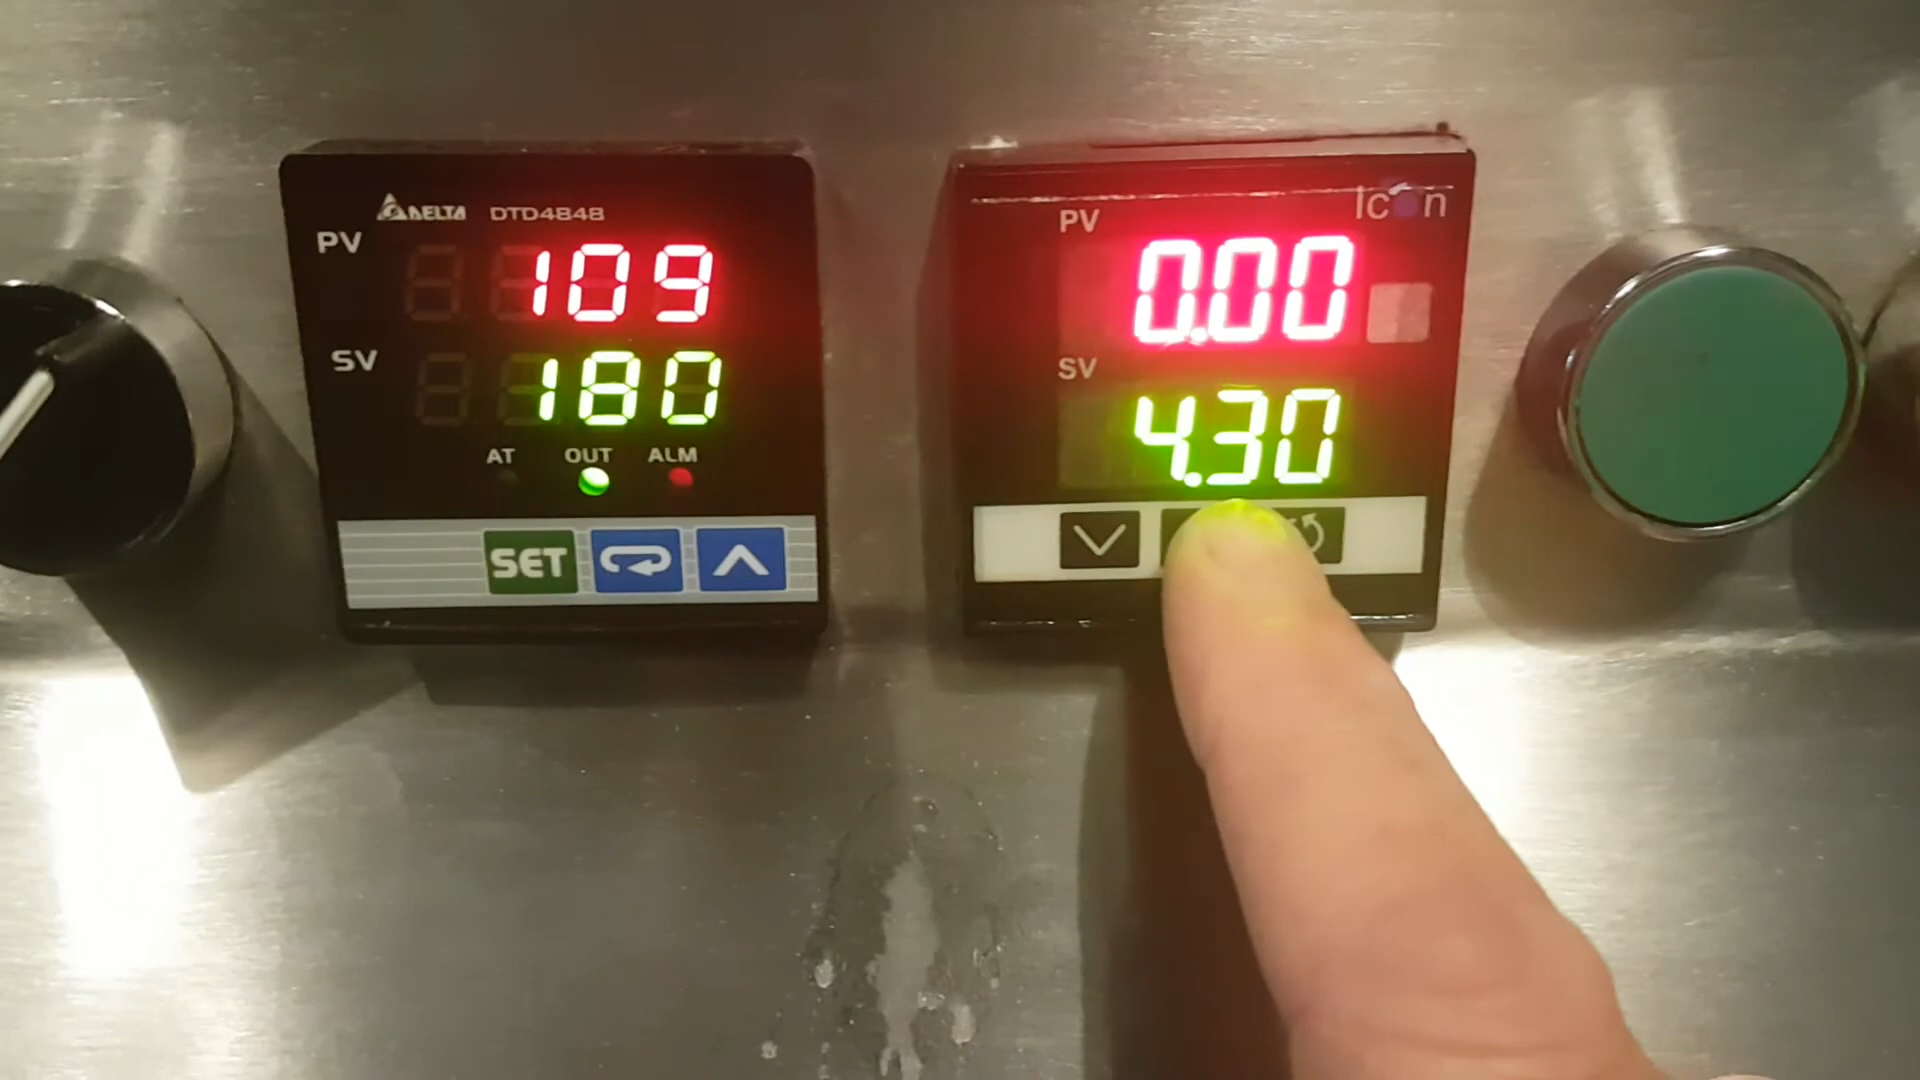 DELTA DTD4848
PV 109
SV 180
AT OUT ALM
SET
Icon
PV 0.00
SV 4.30